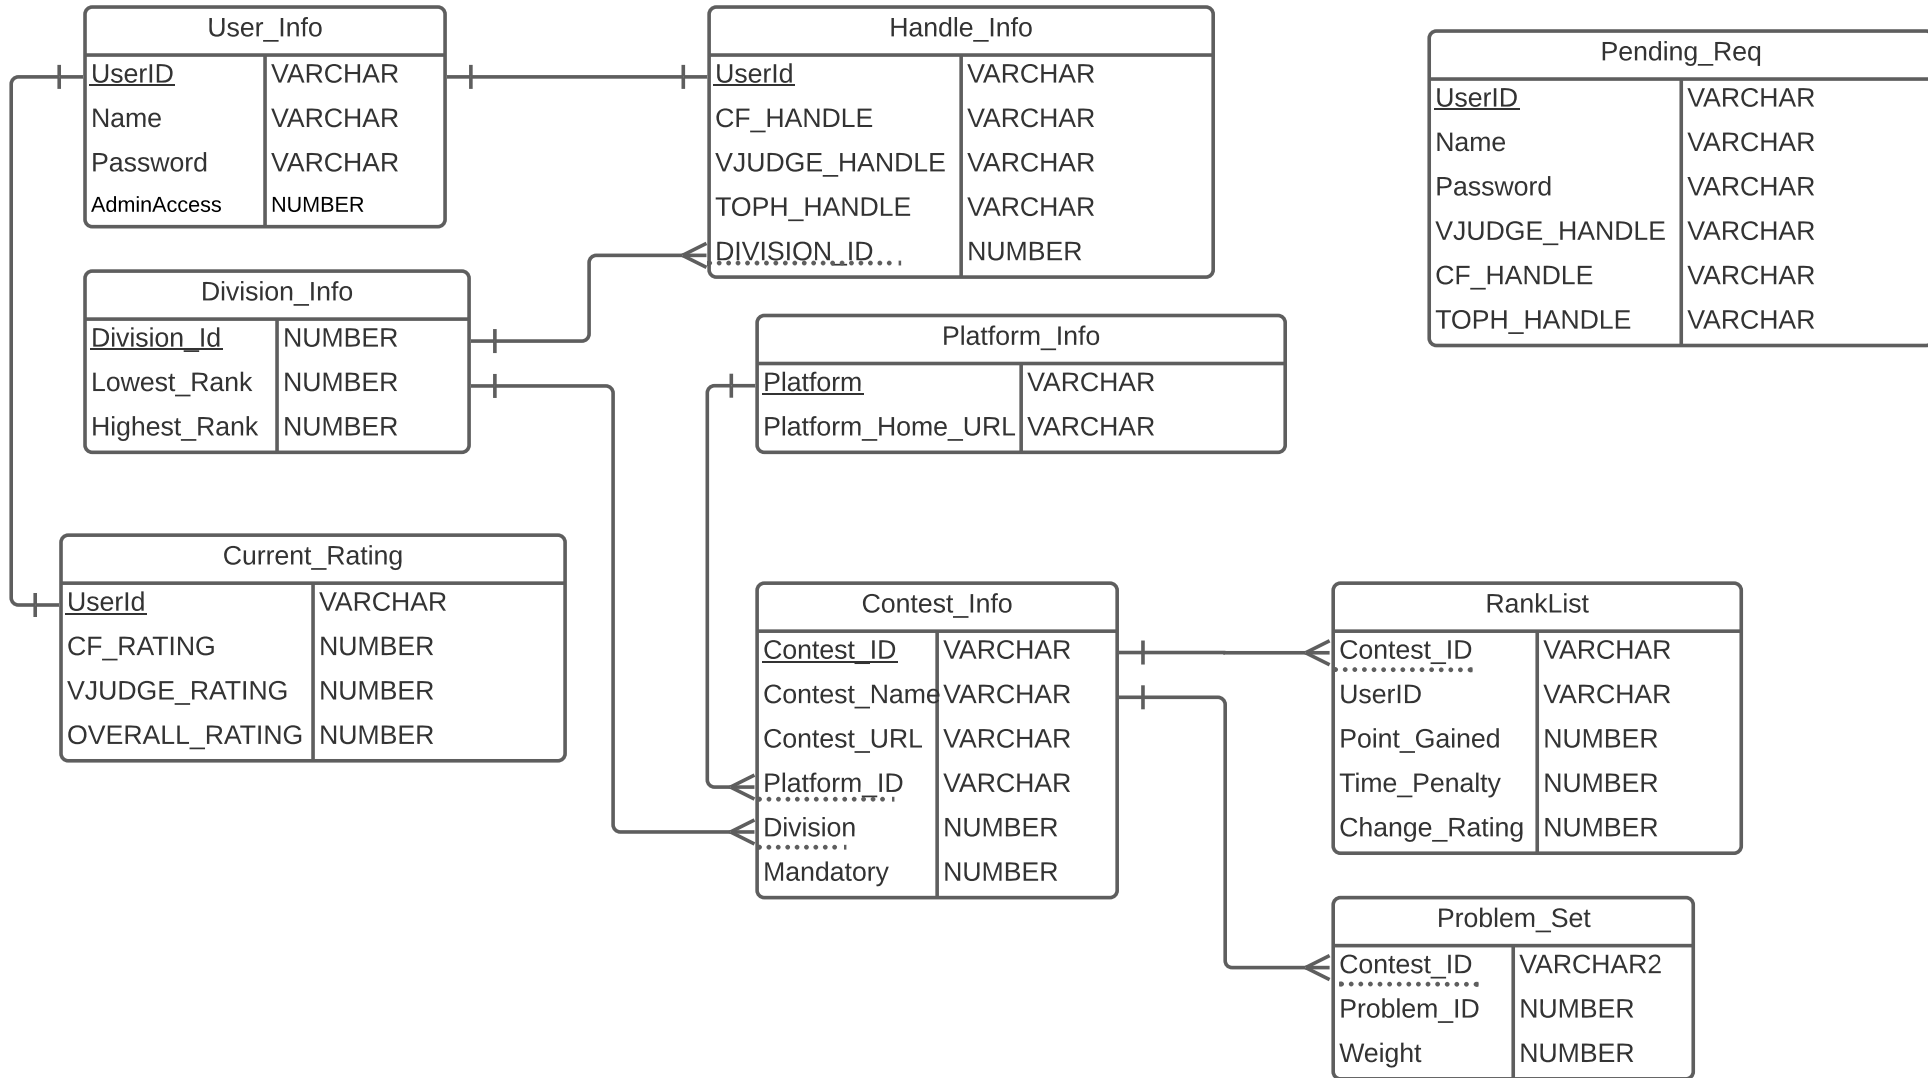 User_Info
UserID VARCHAR
Name VARCHAR
Password VARCHAR
AdminAccess NUMBER
Handle_Info
UserId VARCHAR
CF_HANDLE VARCHAR
VJUDGE_HANDLE VARCHAR
TOPH_HANDLE VARCHAR
DIVISION_ID NUMBER
Pending_Req
UserID VARCHAR
Name VARCHAR
Password VARCHAR
VJUDGE_HANDLE VARCHAR
CF_HANDLE VARCHAR
TOPH_HANDLE VARCHAR
Division_Info
Division_Id NUMBER
Lowest_Rank NUMBER
Highest_Rank NUMBER
Platform_Info
Platform VARCHAR
Platform_Home_URL VARCHAR
Current_Rating
UserId VARCHAR
CF_RATING NUMBER
VJUDGE_RATING NUMBER
OVERALL_RATING NUMBER
Contest_Info
Contest_ID VARCHAR
Contest_Name VARCHAR
Contest_URL VARCHAR
Platform_ID VARCHAR
Division NUMBER
Mandatory NUMBER
RankList
Contest_ID VARCHAR
UserID VARCHAR
Point_Gained NUMBER
Time_Penalty NUMBER
Change_Rating NUMBER
Problem_Set
Contest_ID VARCHAR2
Problem_ID NUMBER
Weight NUMBER